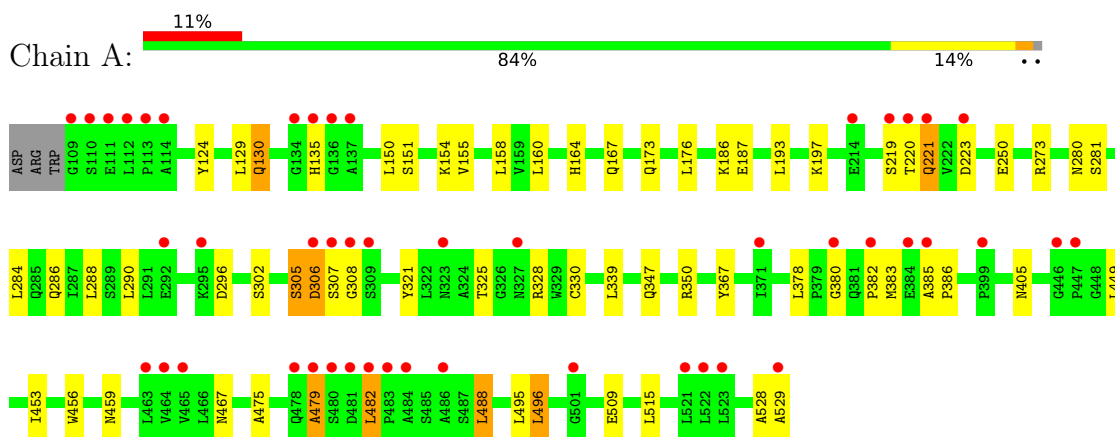 11%
Chain A:
84%
14%
..
ASP ARG TRP G109 S110 E111 L112 P113 A114 Y124 L129 Q130 G134 H135 G136 A137 L150 S151 K154 V155 L158 V159 L160 H164 Q167 Q173 L176 K186 E187 L193 K197 E214 S219 T220 Q221 V222 D223 E250 R273 N280 S281
L284 Q285 Q286 I287 L288 S289 L290 L291 E292 K295 D296 S302 S305 D306 S307 G308 S309 Y321 L322 N323 A324 T325 G326 N327 R328 W329 C330 L339 Q347 R350 Y367 I371 L378 P379 G380 Q381 P382 M383 E384 A385 P386 P399 N405 G446 P447 G448 L449
I453 W456 N459 L463 V464 V465 L466 N467 A475 Q478 A479 S480 D481 L482 P483 A484 S485 A486 S487 L488 L495 L496 G501 E509 L515 L521 L522 L523 A528 A529